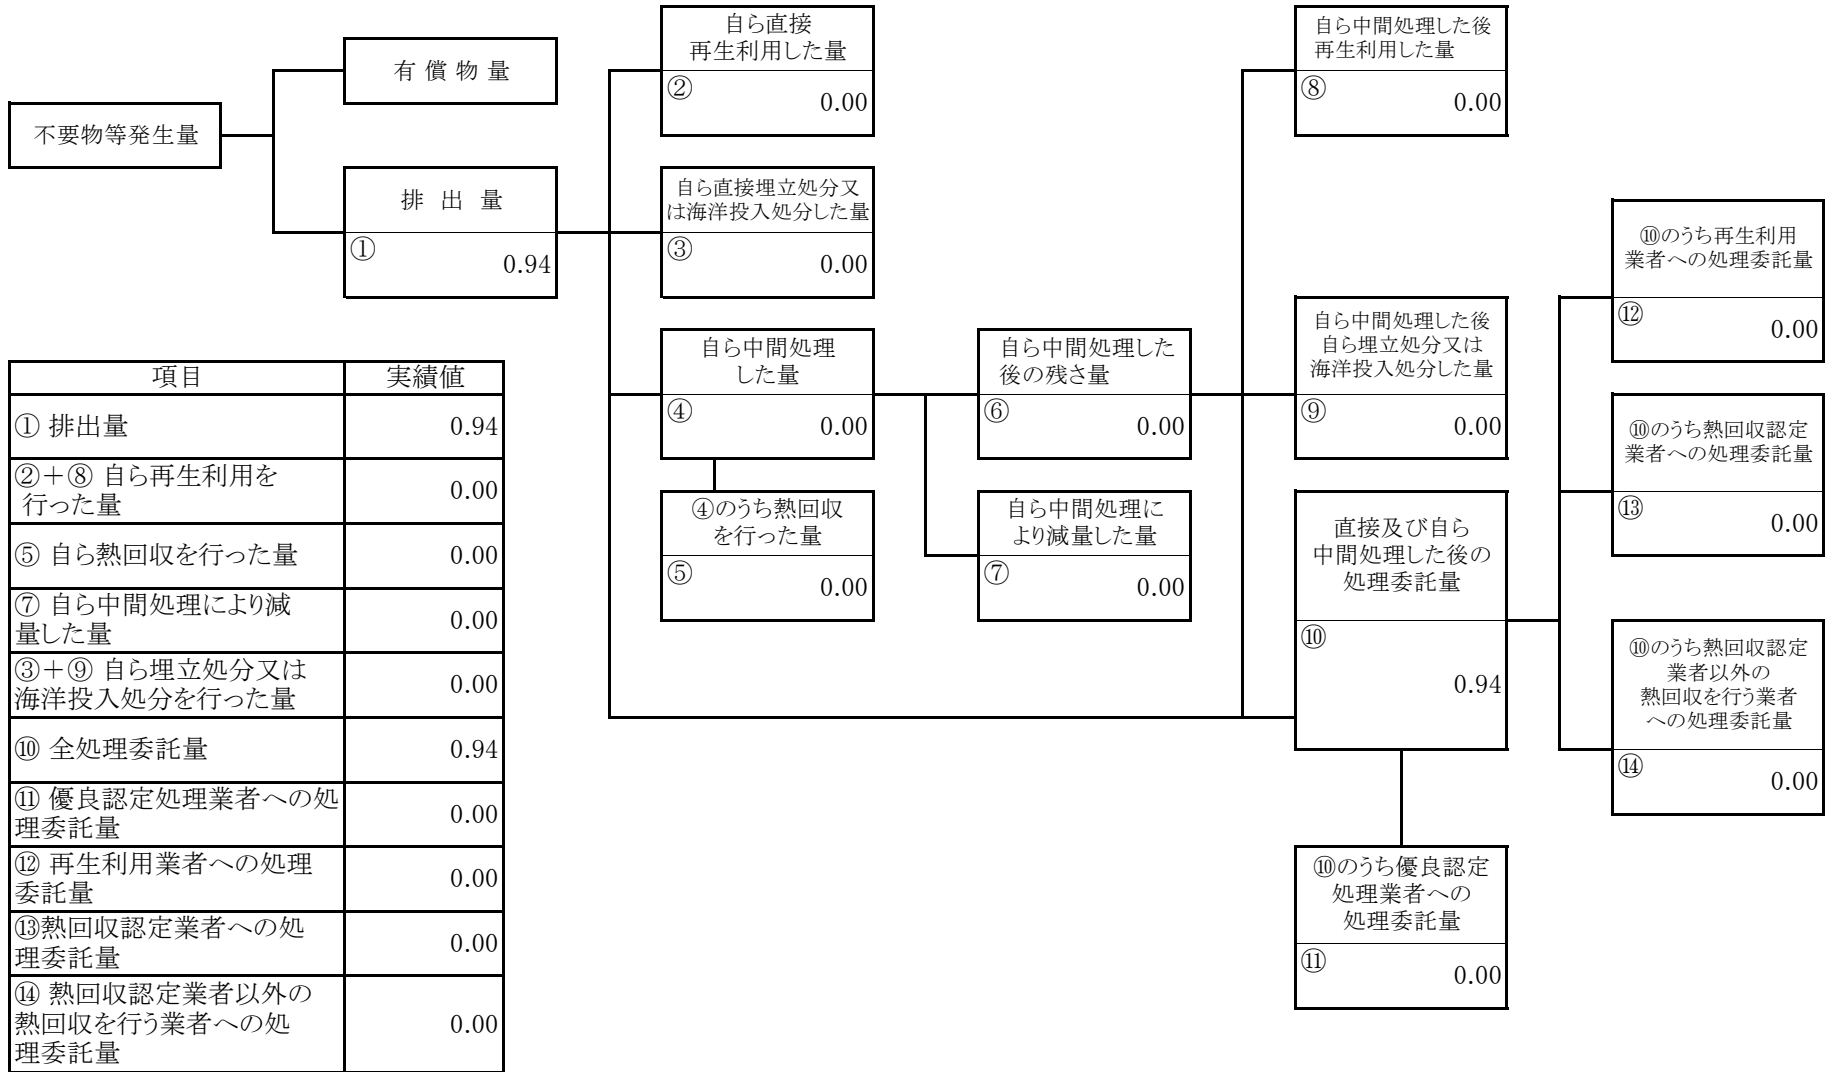 不要物等発生量
有 償 物 量
排 出 量
①
0.94
自ら直接
再生利用した量
②
0.00
自ら直接埋立処分又
は海洋投入処分した量
③
0.00
自ら中間処理
した量
④
0.00
④のうち熱回収
を行った量
⑤
0.00
自ら中間処理した
後の残さ量
⑥
0.00
自ら中間処理に
より減量した量
⑦
0.00
自ら中間処理した後
再生利用した量
⑧
0.00
自ら中間処理した後
自ら埋立処分又は
海洋投入処分した量
⑨
0.00
直接及び自ら
中間処理した後の
処理委託量
⑩
0.94
⑩のうち優良認定
処理業者への
処理委託量
⑪
0.00
⑩のうち再生利用
業者への処理委託量
⑫
0.00
⑩のうち熱回収認定
業者への処理委託量
⑬
0.00
⑩のうち熱回収認定
業者以外の
熱回収を行う業者
への処理委託量
⑭
0.00
項目 実績値
① 排出量 0.94
②＋⑧ 自ら再生利用を
行った量 0.00
⑤ 自ら熱回収を行った量 0.00
⑦ 自ら中間処理により減
量した量 0.00
③＋⑨ 自ら埋立処分又は
海洋投入処分を行った量 0.00
⑩ 全処理委託量 0.94
⑪ 優良認定処理業者への処
理委託量 0.00
⑫ 再生利用業者への処理
委託量 0.00
⑬熱回収認定業者への処
理委託量 0.00
⑭ 熱回収認定業者以外の
熱回収を行う業者への処
理委託量 0.00